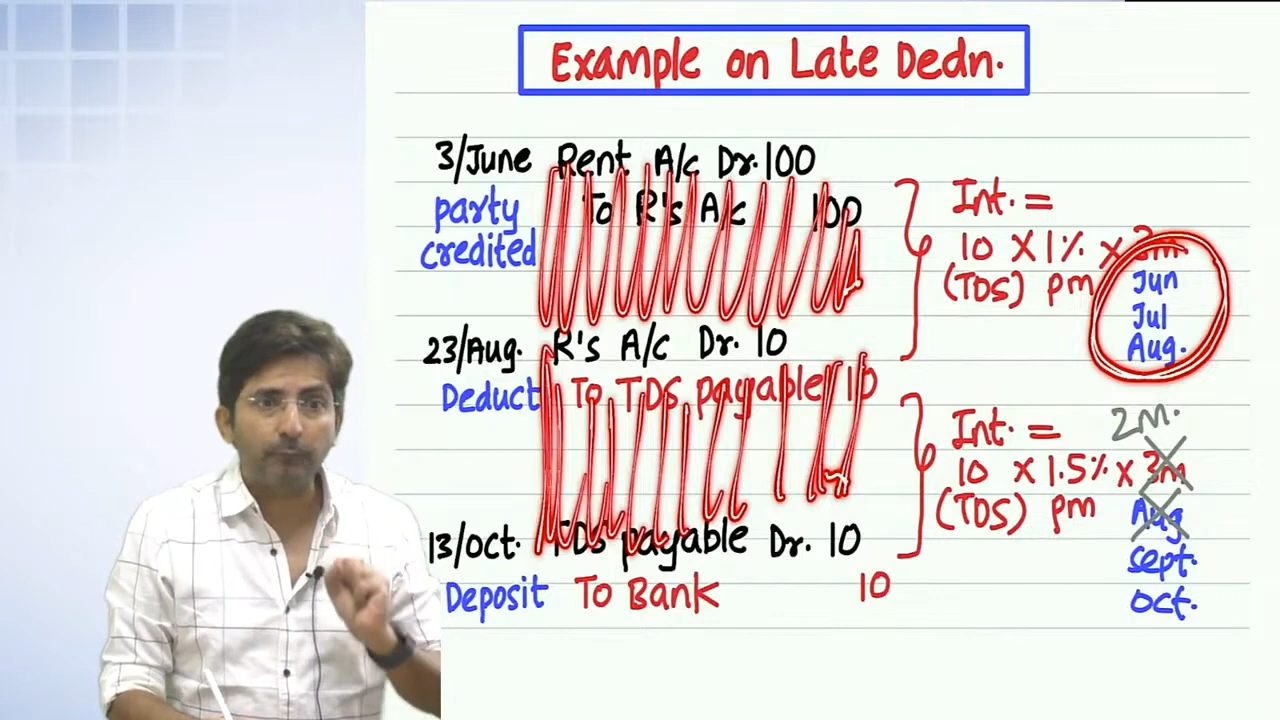 Example on Late Dedn.
3/June Rent A/c Dr. 100
party To R's A/c 100
credited
23/Aug. R's A/c Dr. 10
Deduct To TDS payable 10
13/Oct. TDS payable Dr. 10
Deposit To Bank 10
Int. =
10 X 1% x 3m
(TDS) pm Jun
Jul
Aug.
Int. = 2m.
10 x 1.5% x 3m
(TDS) pm Aug
Sept.
Oct.